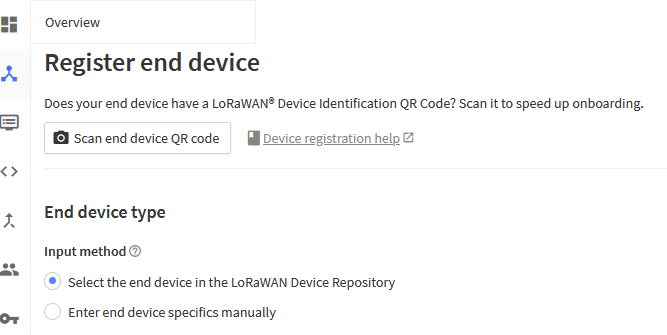 Overview
Register end device
Does your end device have a LoRaWAN® Device Identification QR Code? Scan it to speed up onboarding.
Scan end device QR code Device registration help
End device type
Input method
Select the end device in the LoRaWAN Device Repository
Enter end device specifics manually